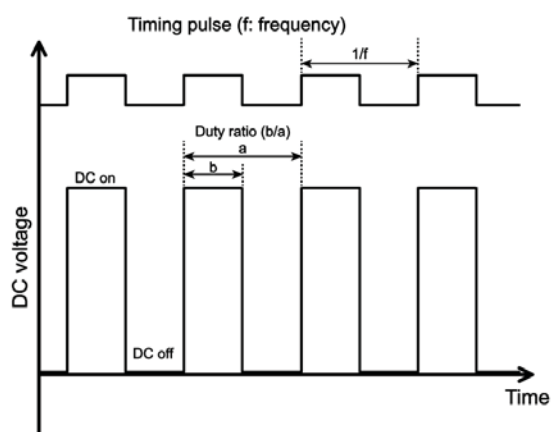 Timing pulse (f: frequency)
1/f
Duty ratio (b/a)
a
b
DC on
DC off
DC voltage
Time